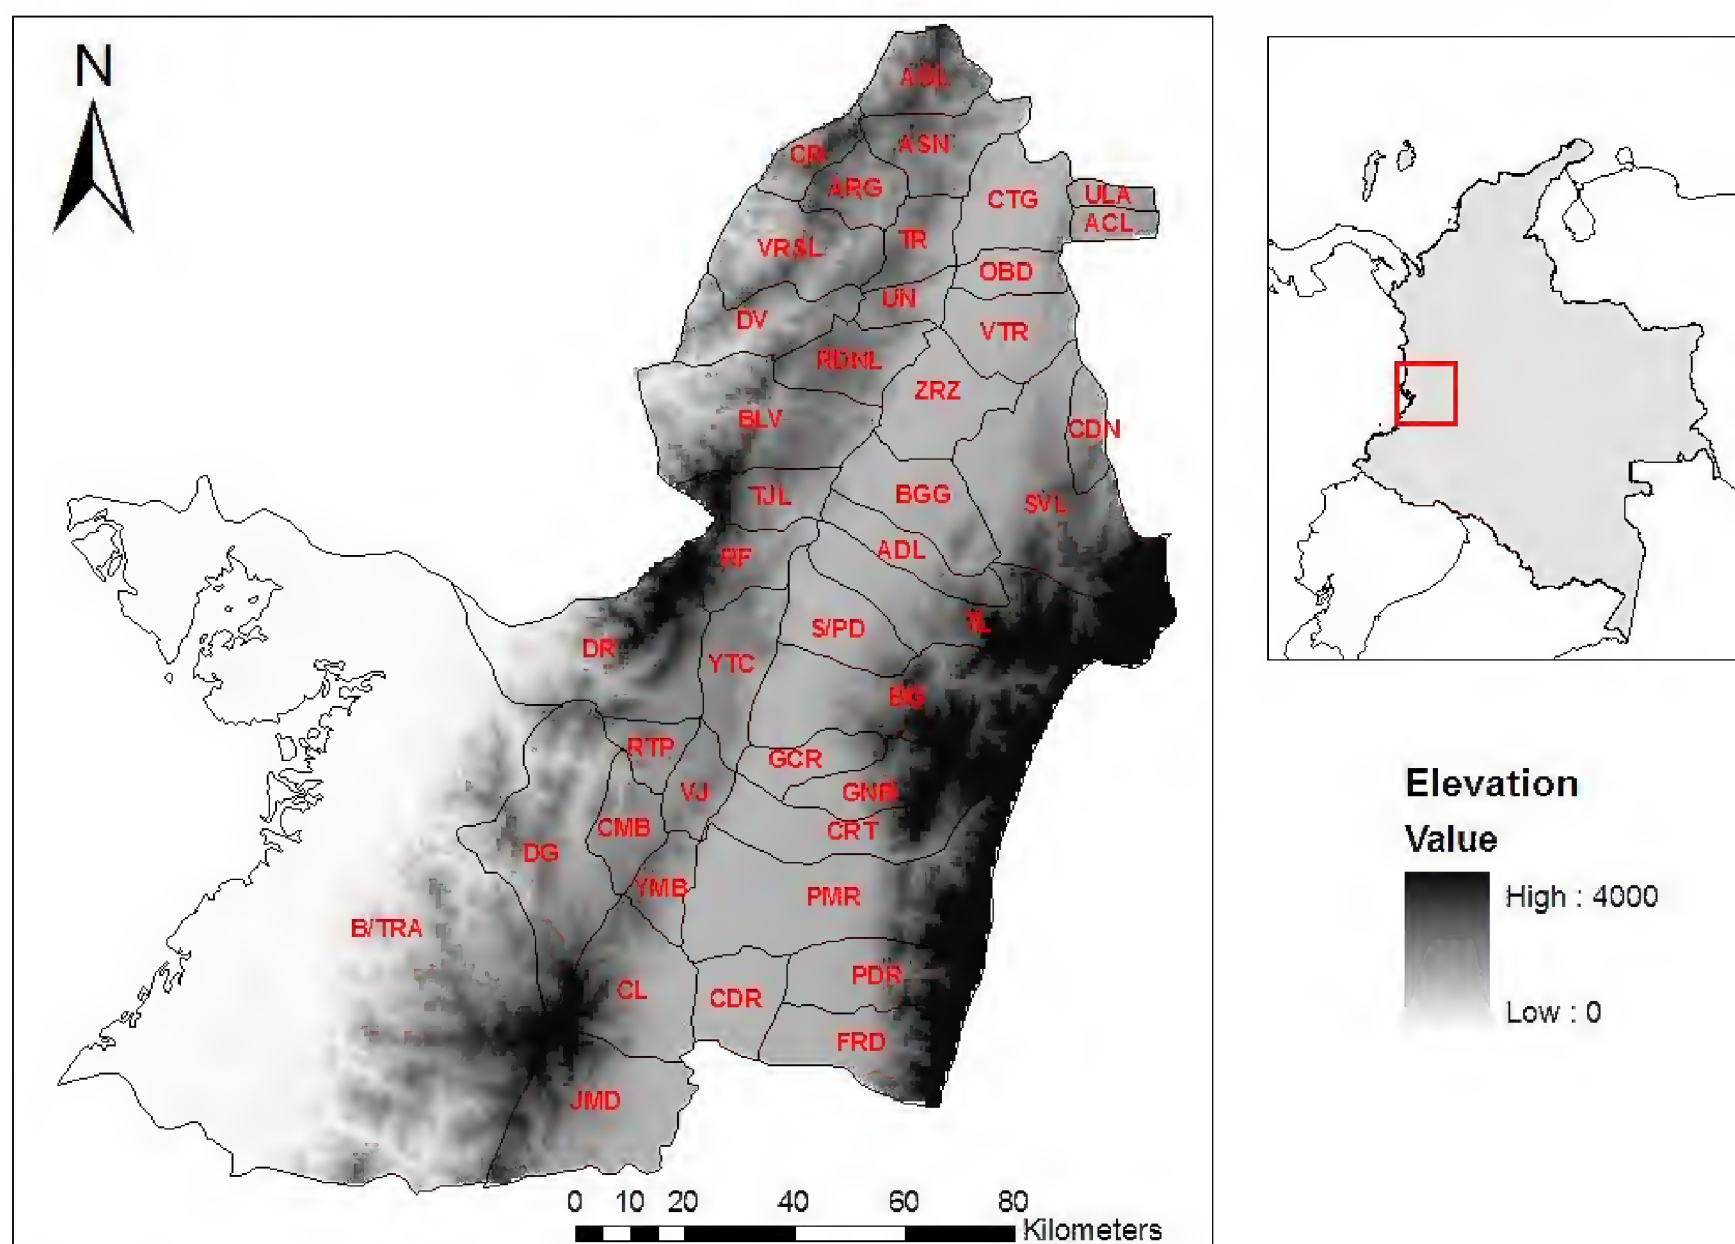 N
AGL
ASN
CR
ARG
CTG
ULA
ACL
VRSL
TR
OBD
UN
DV
VTR
RDNL
ZRZ
BLV
CDN
TJL
BGG
SVL
RF
ADL
S/PD
TL
DR
YTC
BG
RTP
GCR
VJ
GNB
CMB
CRT
DG
YMB
PMR
B/TRA
PDR
CL
CDR
FRD
JMD
0 10 20 40 60 80
Kilometers
Elevation
Value
High : 4000
Low : 0